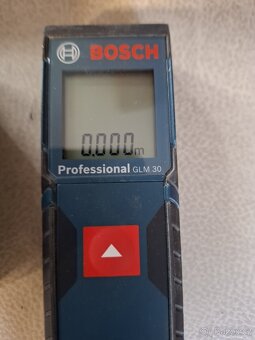 BOSCH
0.000m
Professional GLM 30